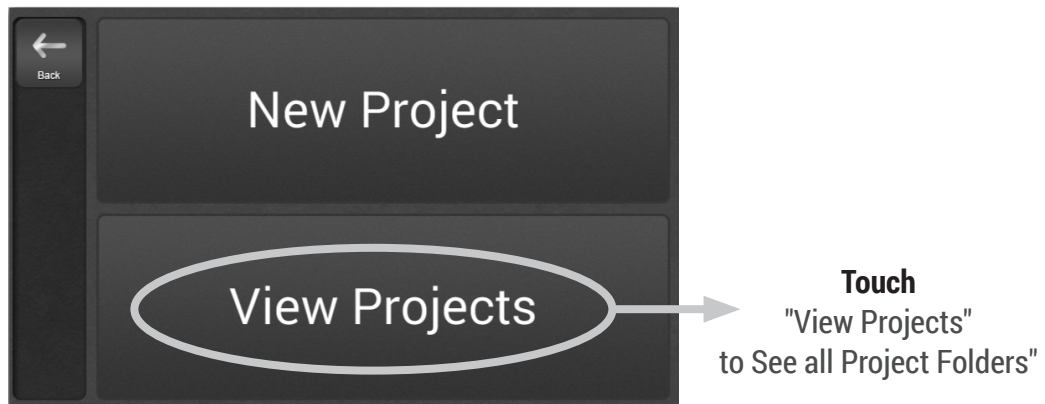 Back
New Project
View Projects
Touch
"View Projects"
to See all Project Folders"